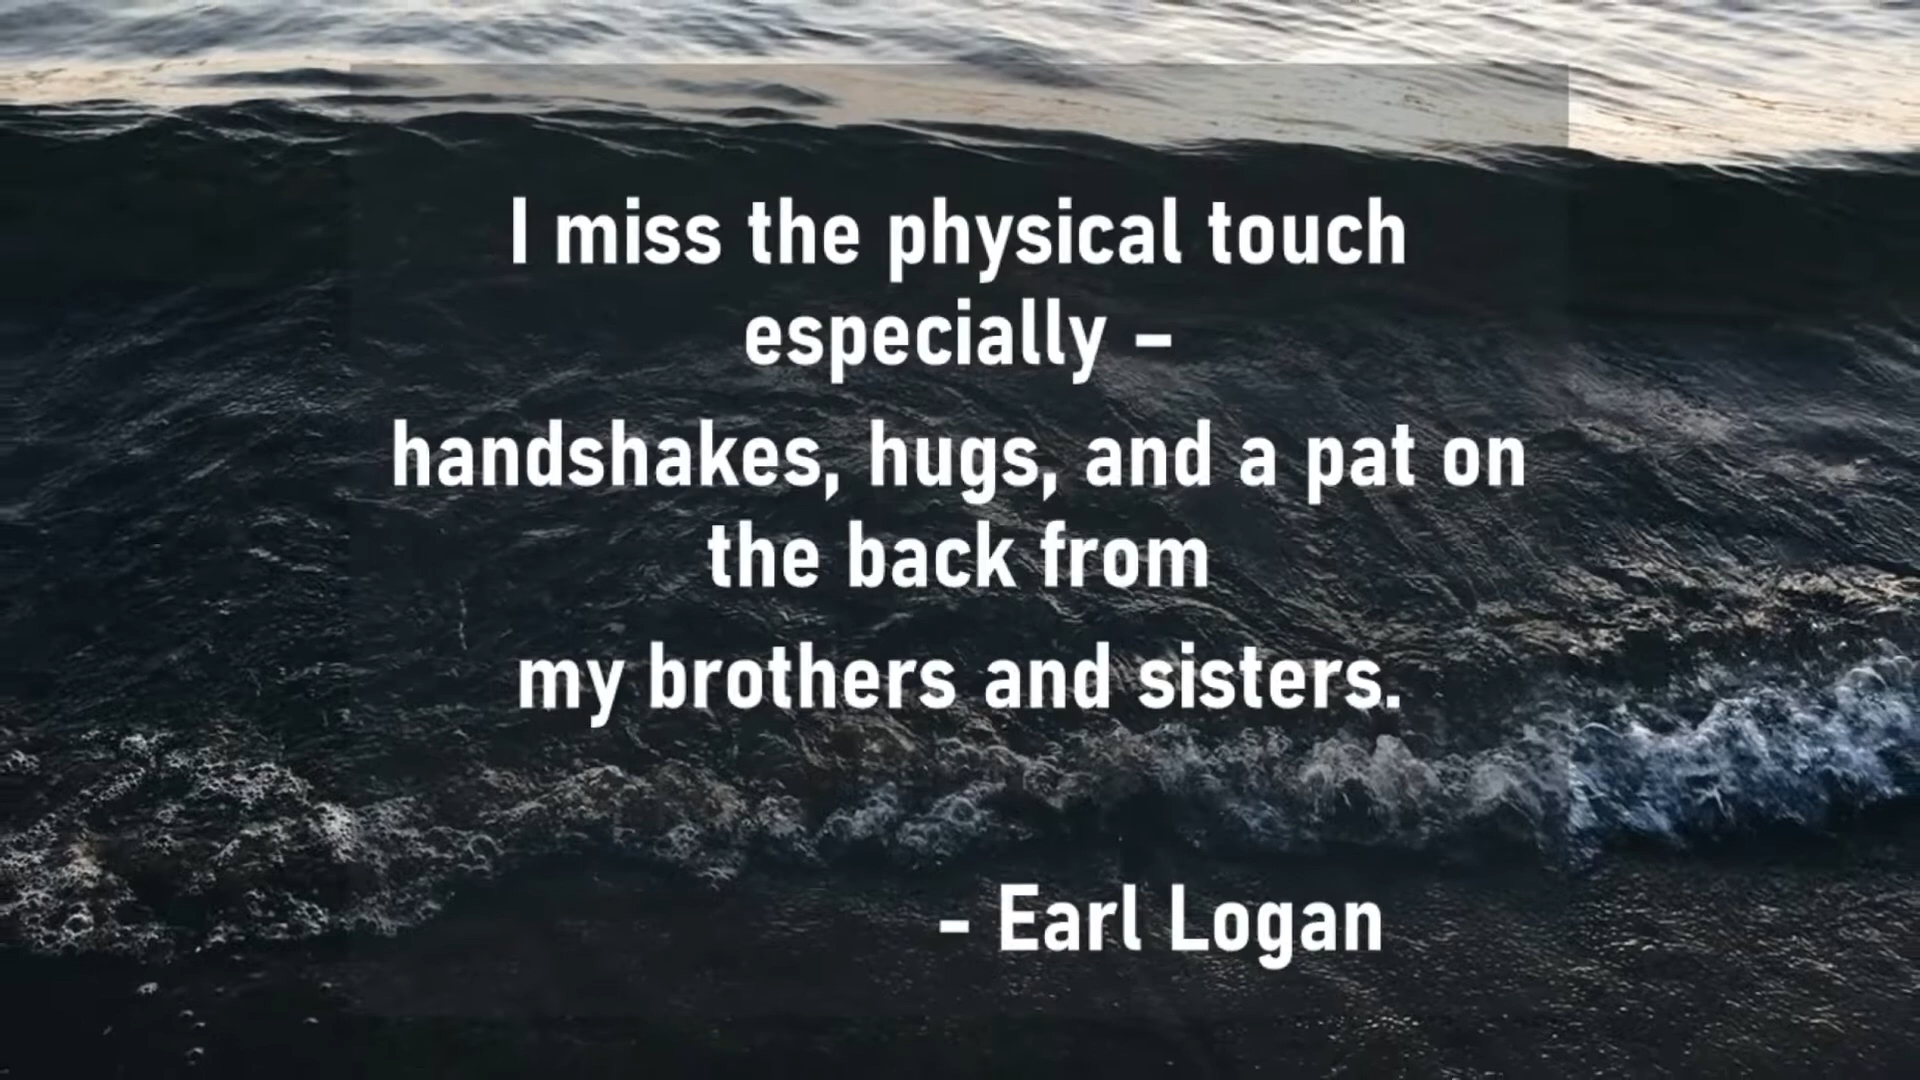 I miss the physical touch
especially –
handshakes, hugs, and a pat on
the back from
my brothers and sisters.
- Earl Logan